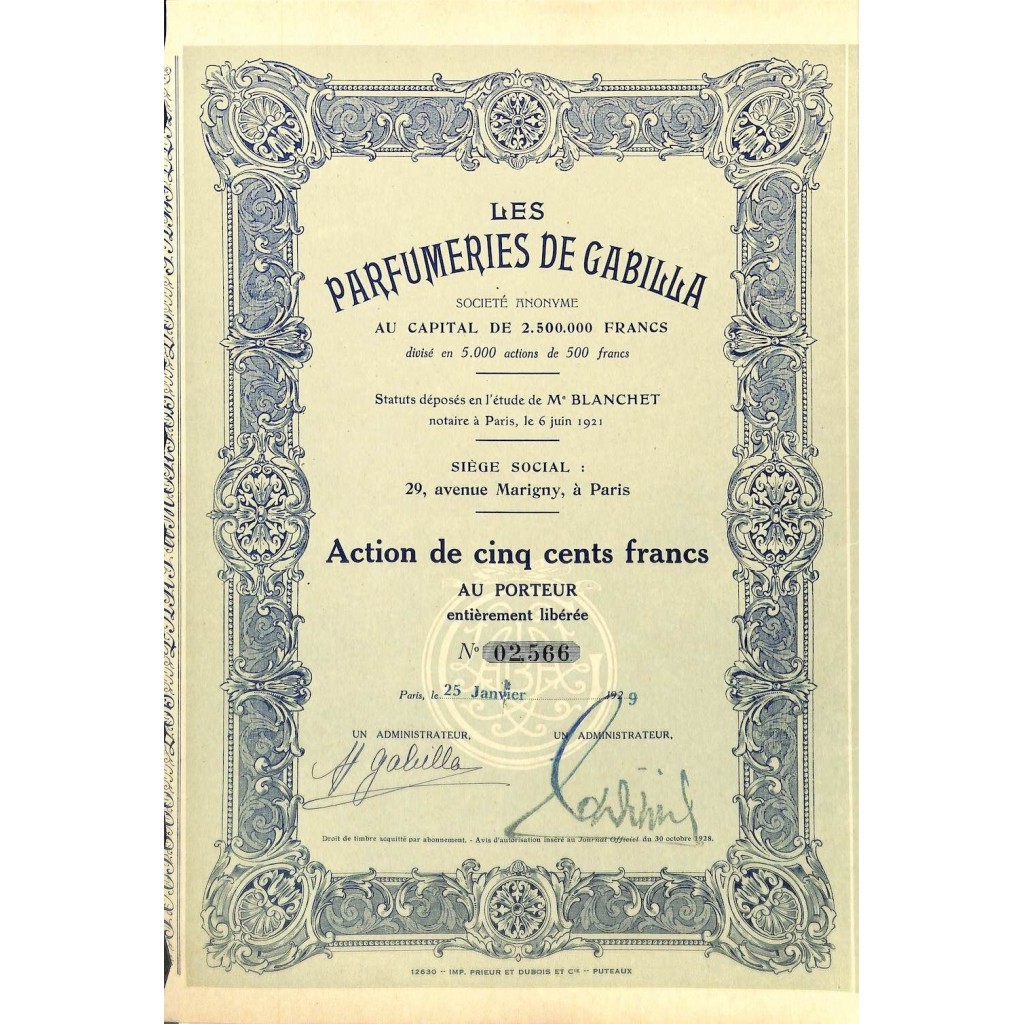 LES
PARFUMERIES DE GABILLA
SOCIETÉ ANONYME
AU CAPITAL DE 2.500.000 FRANCS
divisé en 5.000 actions de 500 francs
Statuts déposés en l'étude de Me BLANCHET
notaire à Paris, le 6 juin 1921
SIÈGE SOCIAL :
29, avenue Marigny, à Paris
Action de cinq cents francs
AU PORTEUR
entièrement libérée
No 02.566
Paris, le 25 Janvier 1929
UN ADMINISTRATEUR, UN ADMINISTRATEUR,
H gabilla
Droit de timbre acquitté par abonnement. - Avis d'autorisation inséré au Journal Officiel du 30 octobre 1928.
12630 -- IMP. PRIEUR ET DUBOIS ET Cie -- PUTEAUX